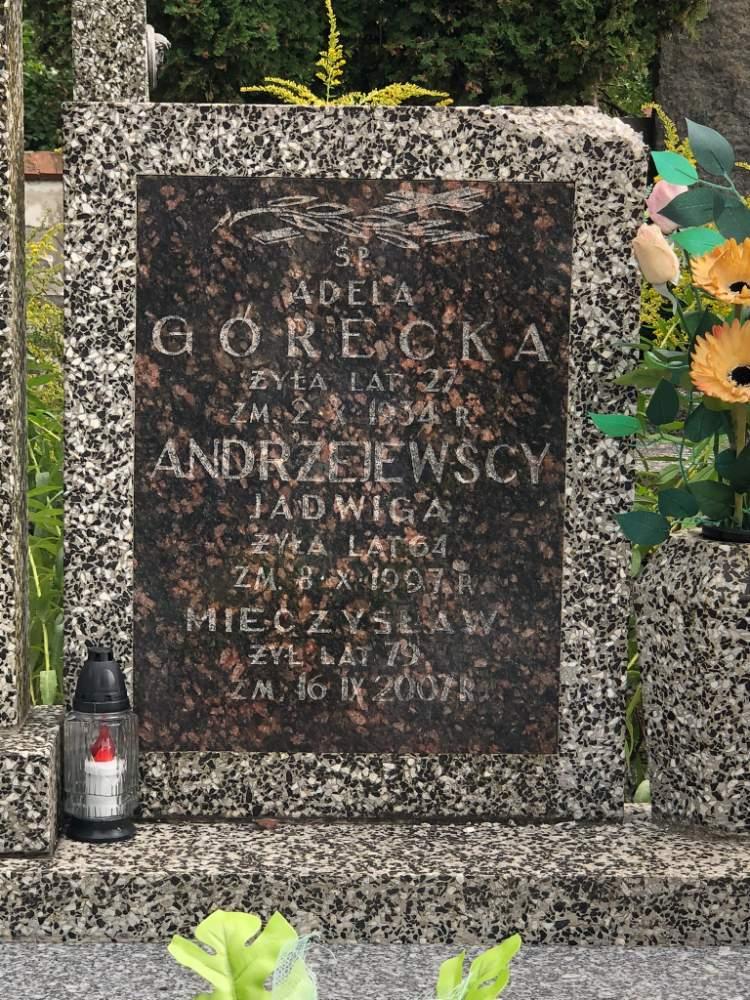 ŚP.
ADELA
GÓRECKA
ŻYŁA LAT 27
ZM. 2 X 1934 R.
ANDRZEJEWSCY
JADWIGA
ŻYŁA LAT 64
ZM. 8 X 1997 R.
MIECZYSŁAW
ŻYŁ LAT 79
ZM. 16 IX 2007 R.